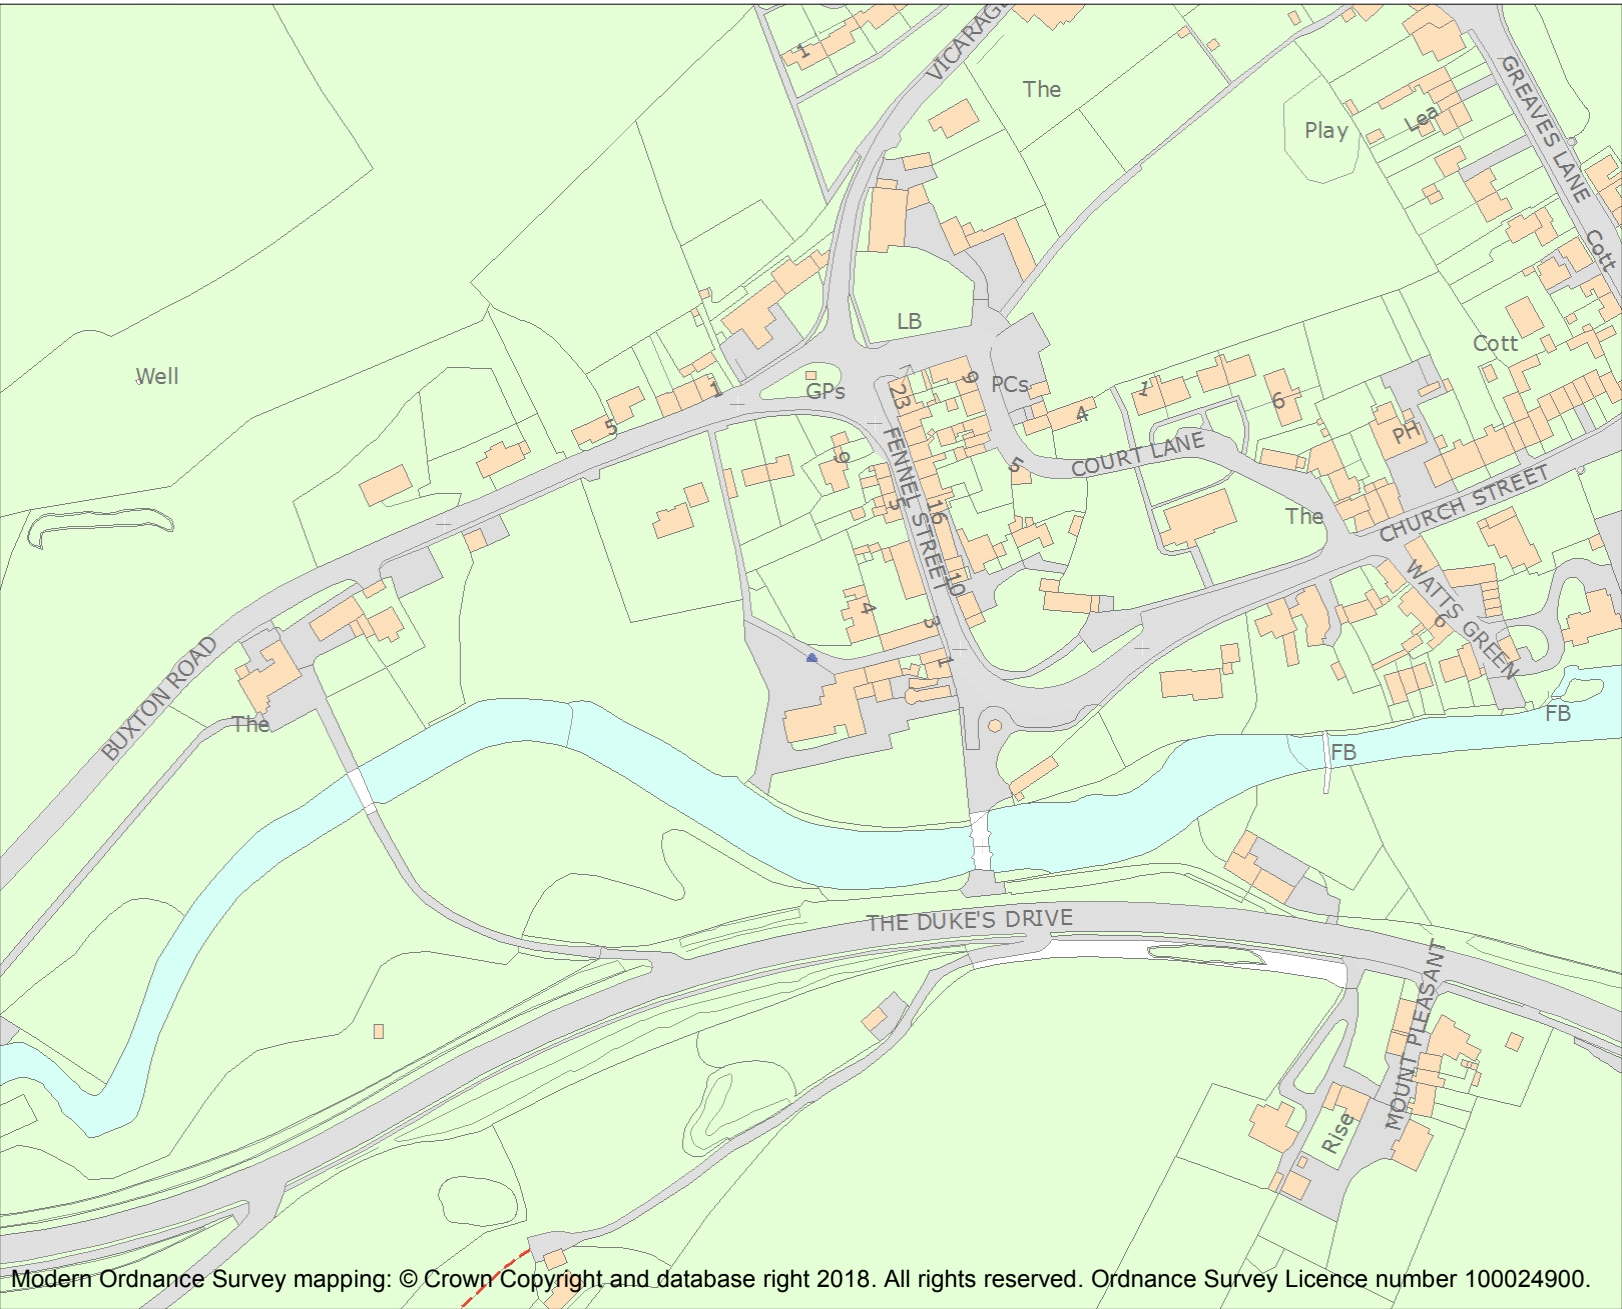 VICARAGE
1
The
GREAVES LANE
Play
Lea
Cott
LB
Well
Cott
1
GPs
23
9
PCs
4
1
6
PH
5
FENNEL STREET
9
5
COURT LANE
5
16
The
CHURCH STREET
10
4
3
WATTS GREEN
6
1
BUXTON ROAD
The
FB
FB
THE DUKE'S DRIVE
MOUNT PLEASANT
Rise
Modern Ordnance Survey mapping: © Crown Copyright and database right 2018. All rights reserved. Ordnance Survey Licence number 100024900.